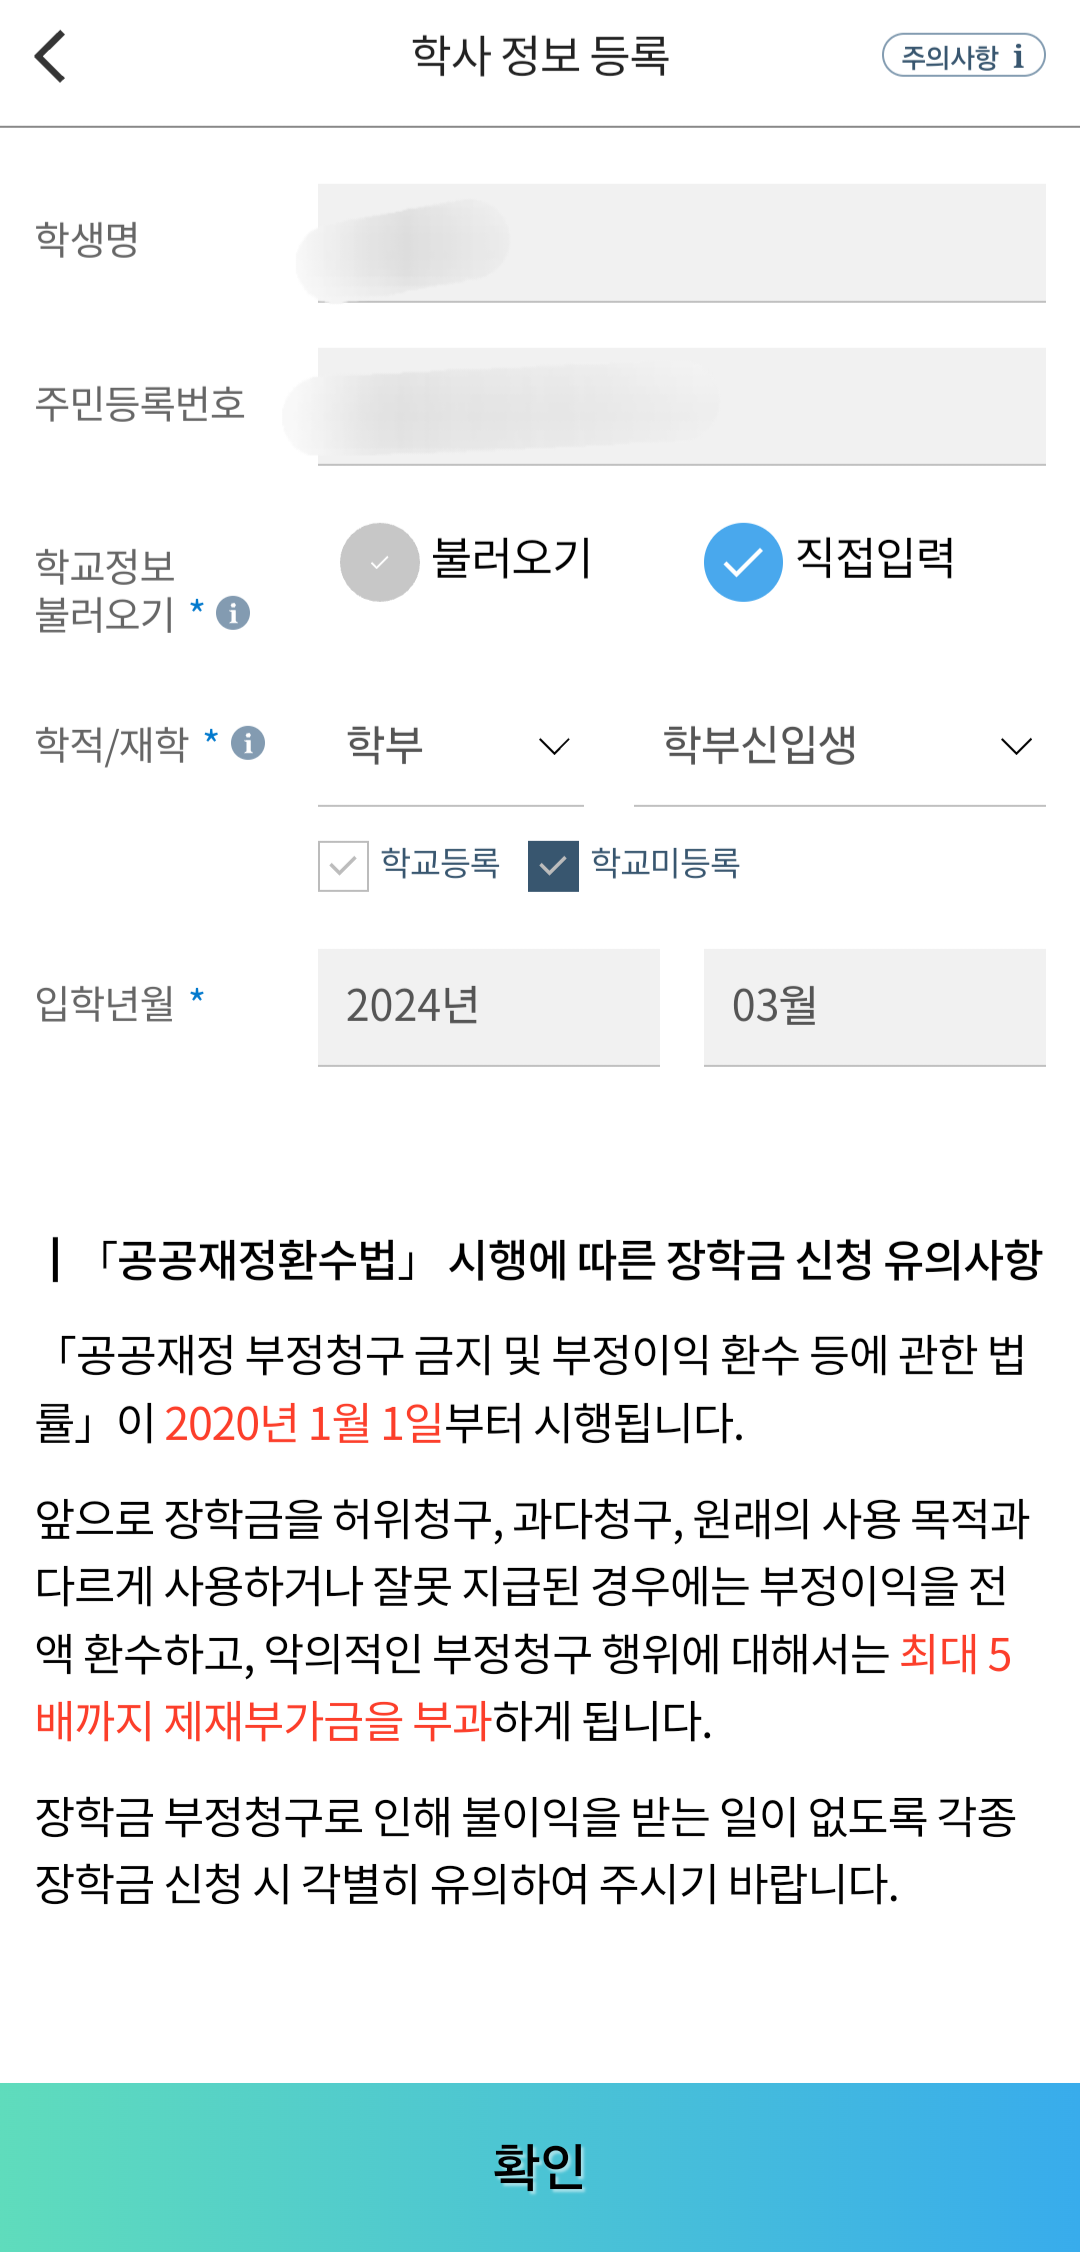 학사 정보 등록
주의사항 i
학생명
주민등록번호
학교정보
불러오기 * i
불러오기
직접입력
학적/재학 * i
학부
학부신입생
학교등록
학교미등록
입학년월 *
2024년
03월
┃ 「공공재정환수법」 시행에 따른 장학금 신청 유의사항
「공공재정 부정청구 금지 및 부정이익 환수 등에 관한 법
률」이 2020년 1월 1일부터 시행됩니다.
앞으로 장학금을 허위청구, 과다청구, 원래의 사용 목적과
다르게 사용하거나 잘못 지급된 경우에는 부정이익을 전
액 환수하고, 악의적인 부정청구 행위에 대해서는 최대 5
배까지 제재부가금을 부과하게 됩니다.
장학금 부정청구로 인해 불이익을 받는 일이 없도록 각종
장학금 신청 시 각별히 유의하여 주시기 바랍니다.
확인